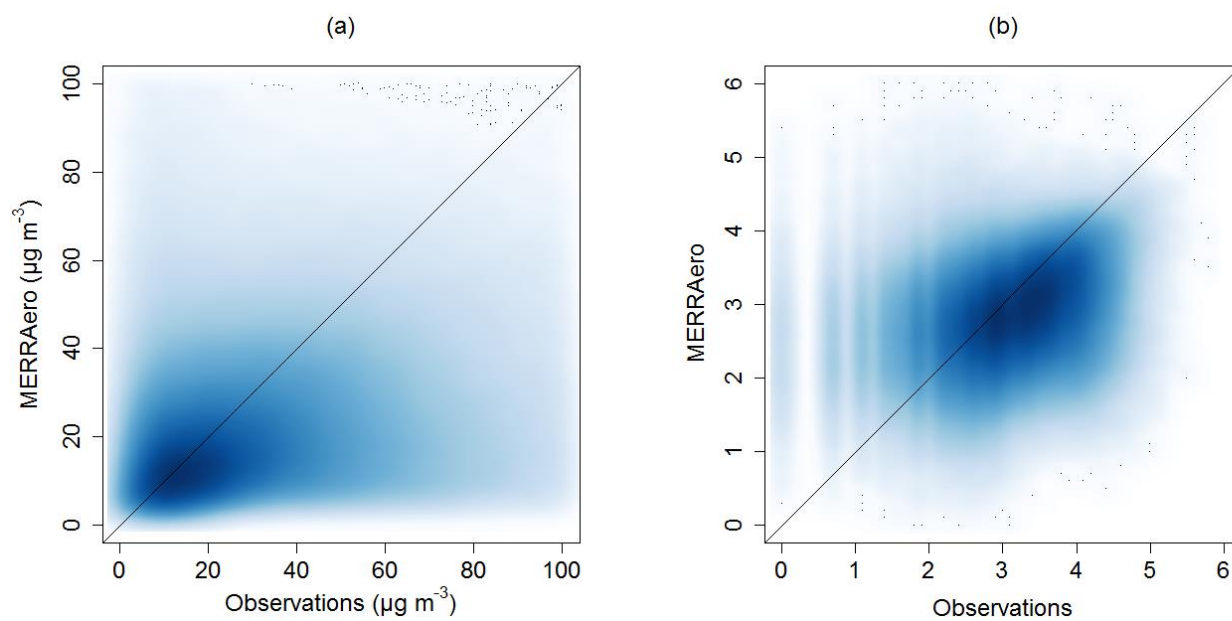 (a)
MERRAero (µg m⁻³)
100
80
60
40
20
0
0 20 40 60 80 100
Observations (µg m⁻³)
(b)
MERRAero
6
5
4
3
2
1
0
0 1 2 3 4 5 6
Observations